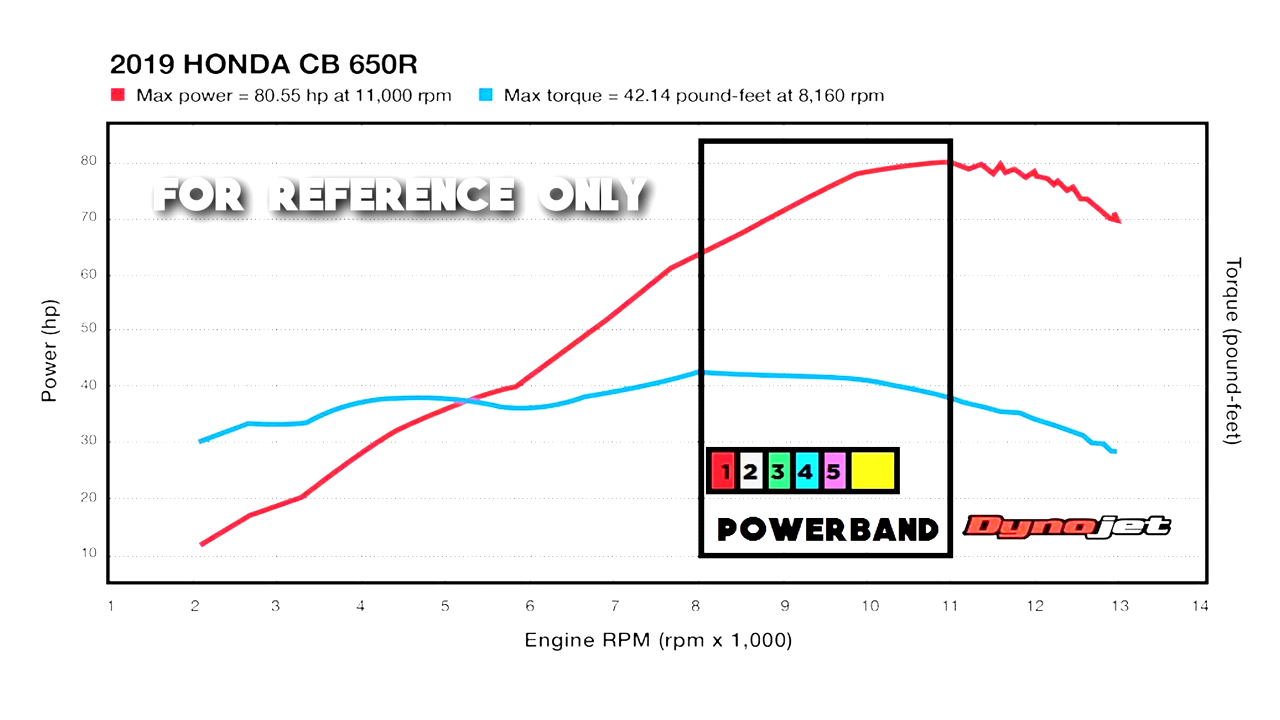 2019 HONDA CB 650R
Max power = 80.55 hp at 11,000 rpm
Max torque = 42.14 pound-feet at 8,160 rpm
FOR REFERENCE ONLY
80
70
60
50
40
30
20
10
Power (hp)
Torque (pound-feet)
1 2 3 4 5
POWERBAND
Dynojet
1 2 3 4 5 6 7 8 9 10 11 12 13 14
Engine RPM (rpm x 1,000)